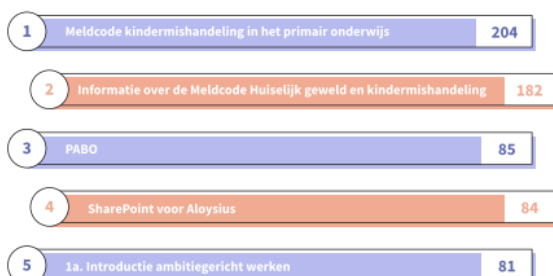 1 Meldcode kindermishandeling in het primair onderwijs 204
2 Informatie over de Meldcode Huiselijk geweld en kindermishandeling 182
3 PABO 85
4 SharePoint voor Aloysius 84
5 1a. Introductie ambitiegericht werken 81